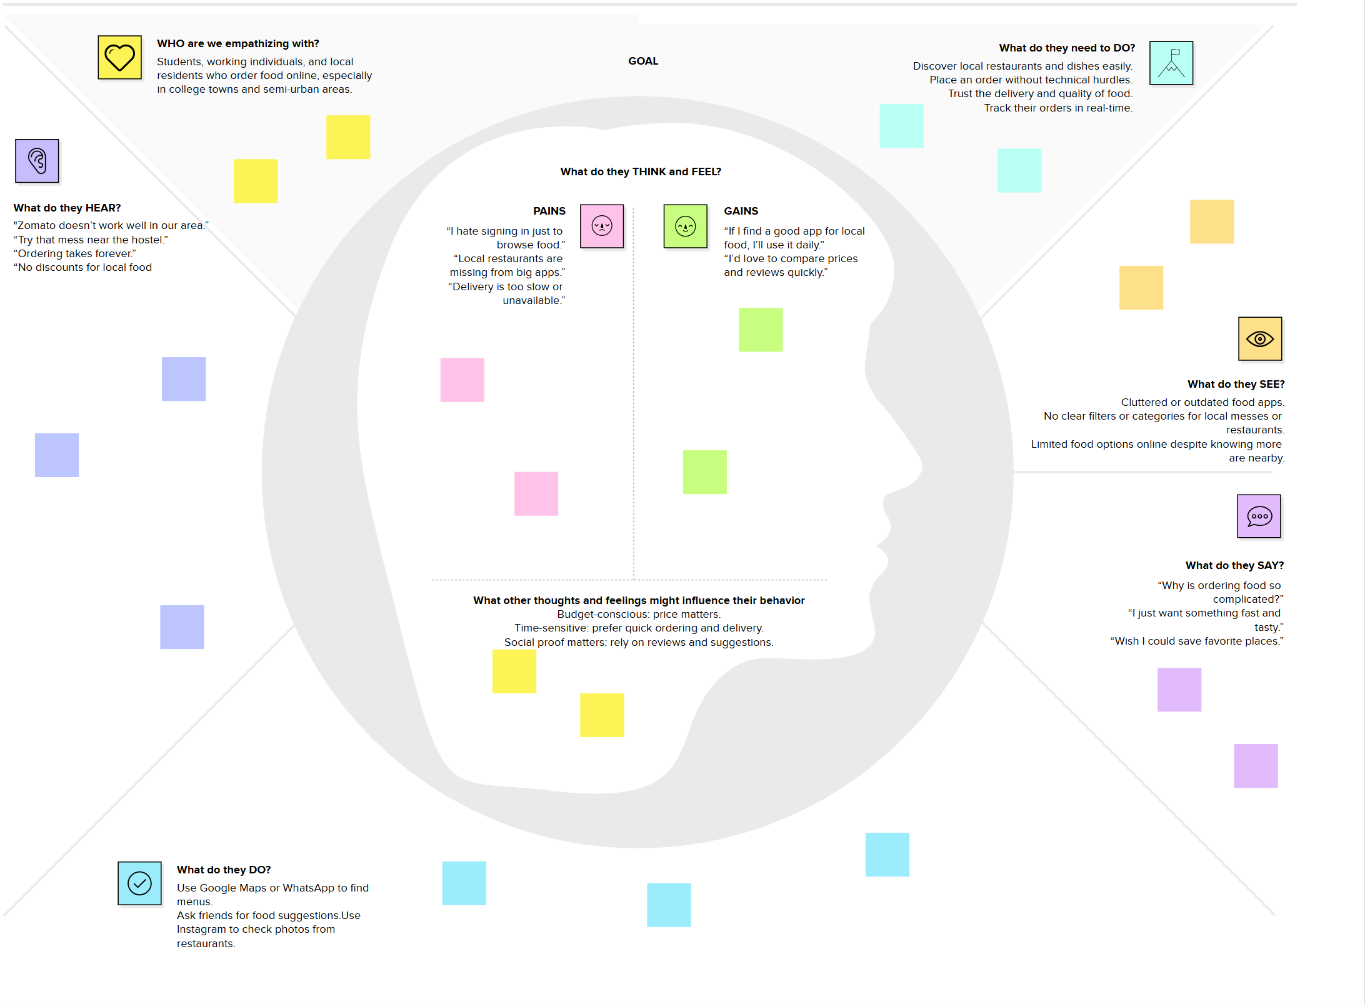 WHO are we empathizing with?
Students, working individuals, and local
residents who order food online, especially
in college towns and semi-urban areas.
GOAL
What do they need to DO?
Discover local restaurants and dishes easily.
Place an order without technical hurdles.
Trust the delivery and quality of food.
Track their orders in real-time.
What do they HEAR?
"Zomato doesn’t work well in our area."
“Try that mess near the hostel.”
“Ordering takes forever.”
“No discounts for local food
What do they THINK and FEEL?
PAINS
“I hate signing in just to
browse food.”
“Local restaurants are
missing from big apps.”
“Delivery is too slow or
unavailable.”
GAINS
“If I find a good app for local
food, I’ll use it daily.”
“I’d love to compare prices
and reviews quickly.”
What do they SEE?
Cluttered or outdated food apps.
No clear filters or categories for local messes or
restaurants.
Limited food options online despite knowing more
are nearby.
What do they SAY?
“Why is ordering food so
complicated?”
“I just want something fast and
tasty.”
“Wish I could save favorite places.”
What other thoughts and feelings might influence their behavior
Budget-conscious: price matters.
Time-sensitive: prefer quick ordering and delivery.
Social proof matters: rely on reviews and suggestions.
What do they DO?
Use Google Maps or WhatsApp to find
menus.
Ask friends for food suggestions.Use
Instagram to check photos from
restaurants.